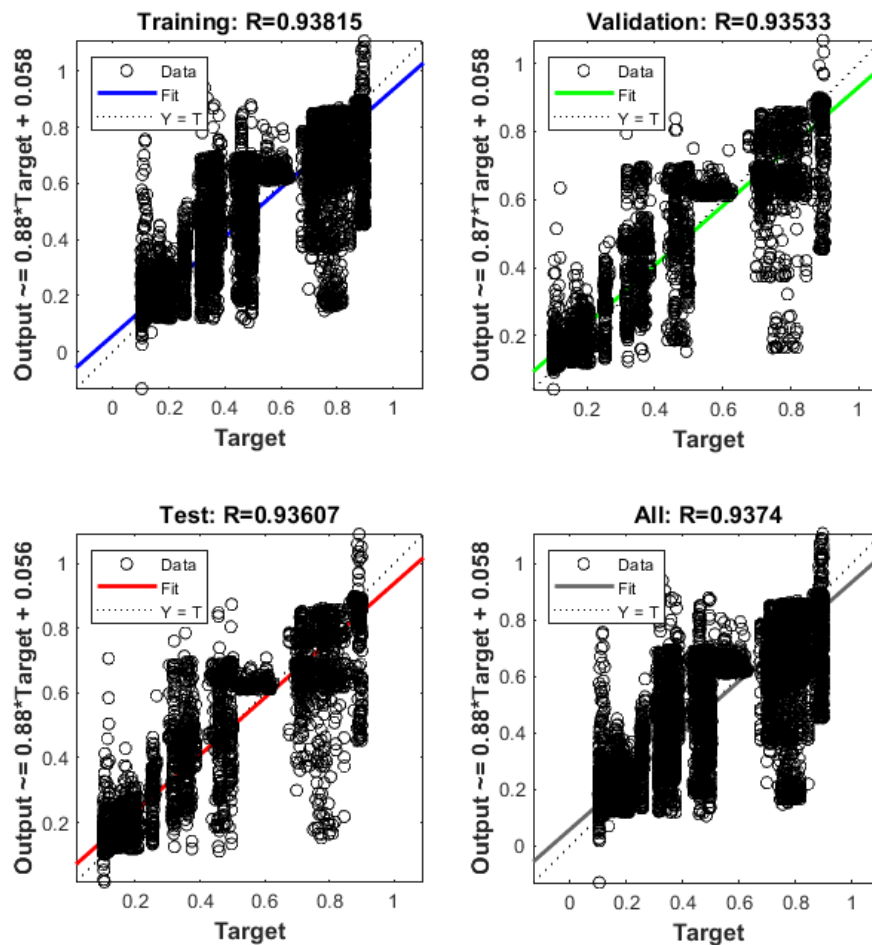 Training: R=0.93815
Output ~= 0.88*Target + 0.058
1
0.8
0.6
0.4
0.2
0
Data
Fit
Y = T
0
0.2
0.4
0.6
0.8
1
Target
Validation: R=0.93533
Output ~= 0.87*Target + 0.058
1
0.8
0.6
0.4
0.2
Data
Fit
Y = T
0.2
0.4
0.6
0.8
1
Target
Test: R=0.93607
Output ~= 0.88*Target + 0.056
1
0.8
0.6
0.4
0.2
Data
Fit
Y = T
0.2
0.4
0.6
0.8
1
Target
All: R=0.9374
Output ~= 0.88*Target + 0.058
1
0.8
0.6
0.4
0.2
0
Data
Fit
Y = T
0
0.2
0.4
0.6
0.8
1
Target